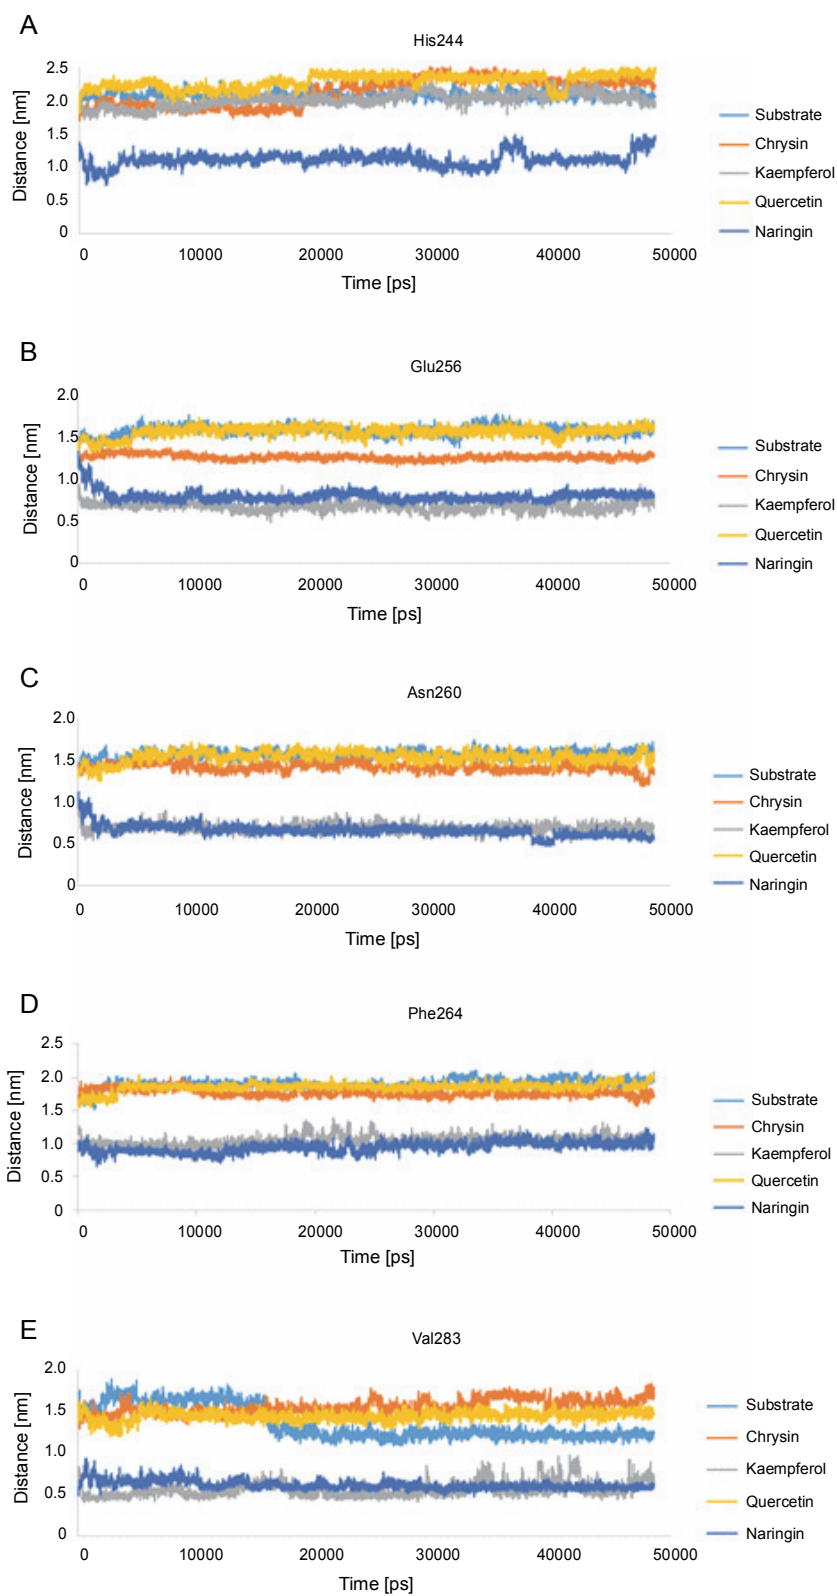 A
His244
2.5
2.0
1.5
1.0
0.5
0
Distance [nm]
0 10000 20000 30000 40000 50000
Time [ps]
Substrate
Chrysin
Kaempferol
Quercetin
Naringin
B
Glu256
2.0
1.5
1.0
0.5
0
Distance [nm]
0 10000 20000 30000 40000 50000
Time [ps]
Substrate
Chrysin
Kaempferol
Quercetin
Naringin
C
Asn260
2.0
1.5
1.0
0.5
0
Distance [nm]
0 10000 20000 30000 40000 50000
Time [ps]
Substrate
Chrysin
Kaempferol
Quercetin
Naringin
D
Phe264
2.5
2.0
1.5
1.0
0.5
0
Distance [nm]
0 10000 20000 30000 40000 50000
Time [ps]
Substrate
Chrysin
Kaempferol
Quercetin
Naringin
E
Val283
2.0
1.5
1.0
0.5
0
Distance [nm]
0 10000 20000 30000 40000 50000
Time [ps]
Substrate
Chrysin
Kaempferol
Quercetin
Naringin